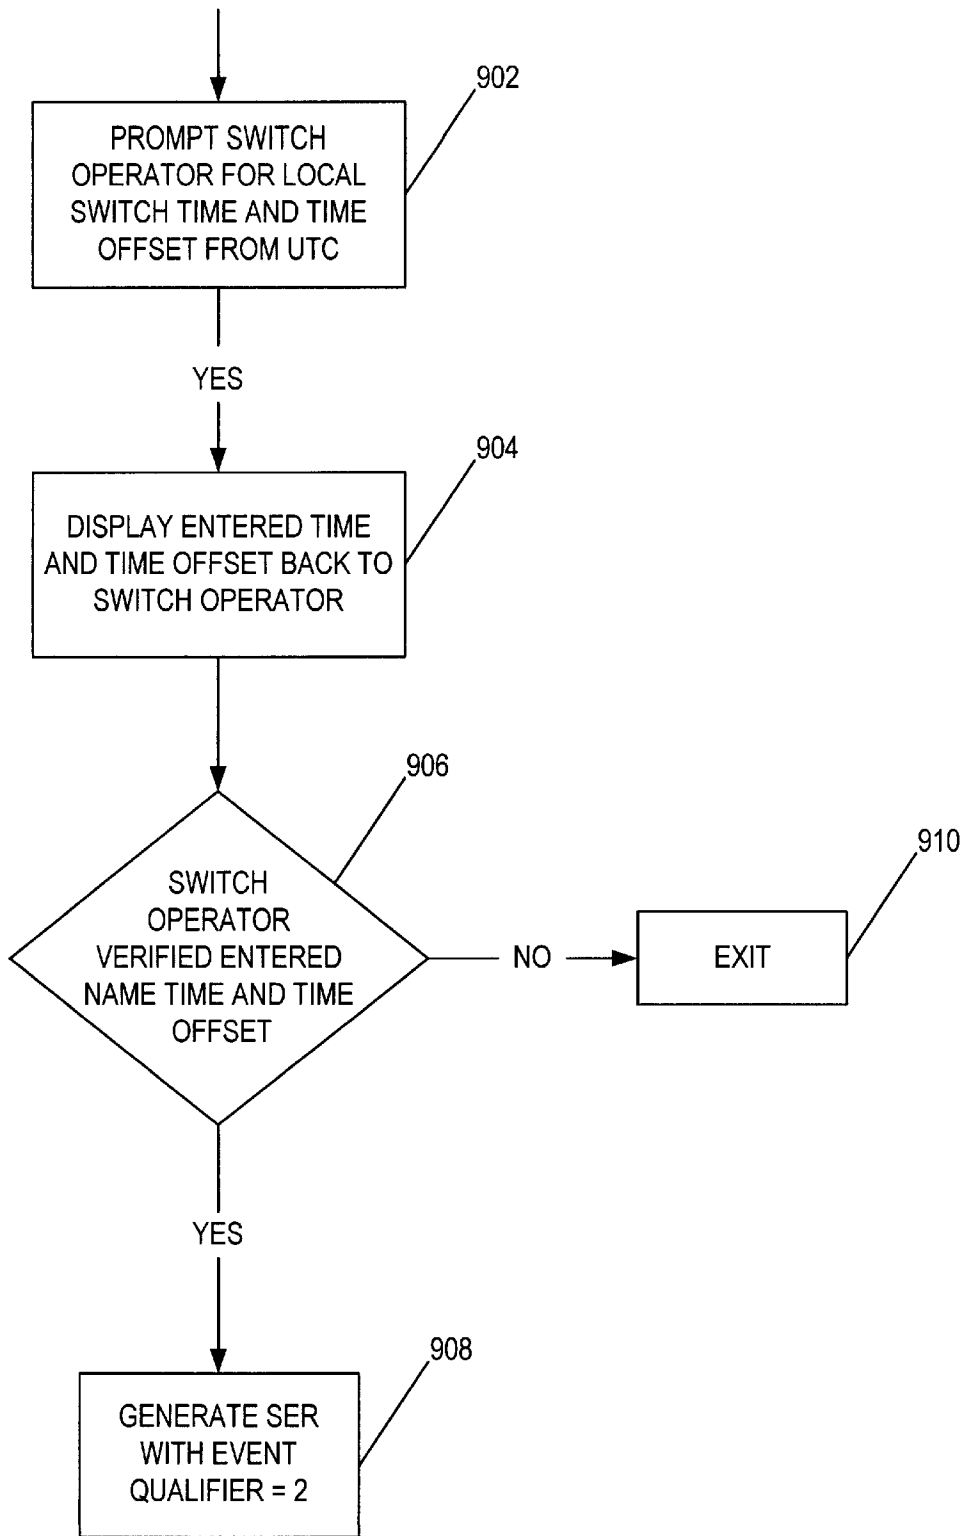 902
PROMPT SWITCH
OPERATOR FOR LOCAL
SWITCH TIME AND TIME
OFFSET FROM UTC
YES
904
DISPLAY ENTERED TIME
AND TIME OFFSET BACK TO
SWITCH OPERATOR
906
SWITCH
OPERATOR
VERIFIED ENTERED
NAME TIME AND TIME
OFFSET
NO
910
EXIT
YES
908
GENERATE SER
WITH EVENT
QUALIFIER = 2